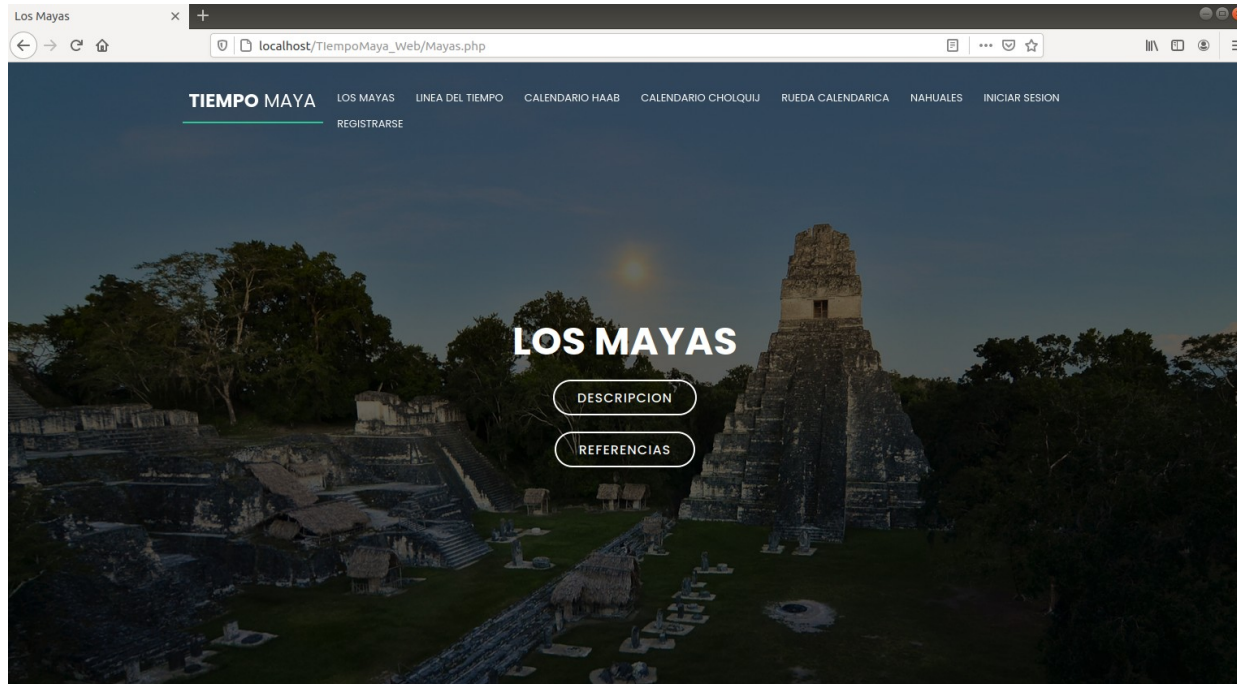 Los Mayas
localhost/TIempoMaya_Web/Mayas.php
TIEMPO MAYA LOS MAYAS LINEA DEL TIEMPO CALENDARIO HAAB CALENDARIO CHOLQUIJ RUEDA CALENDARICA NAHUALES INICIAR SESION
REGISTRARSE
LOS MAYAS
DESCRIPCION
REFERENCIAS